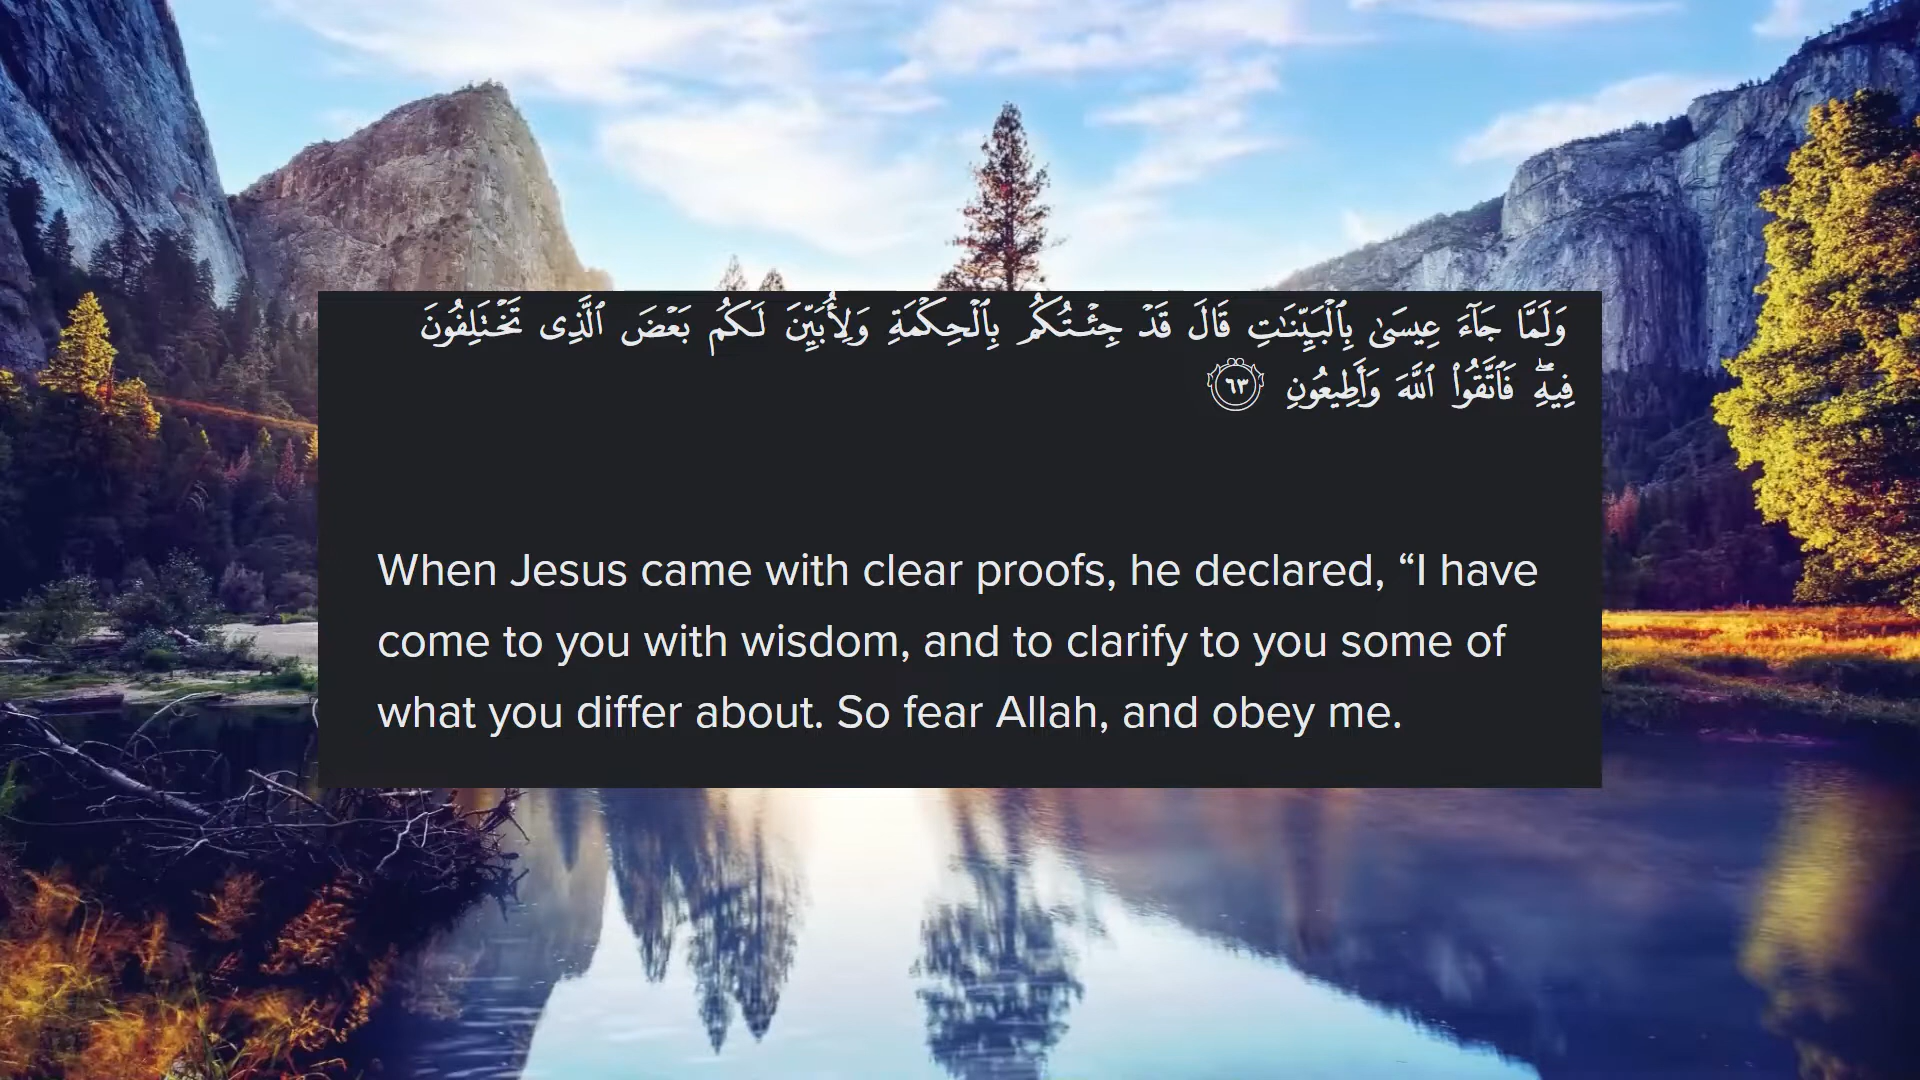 وَلَمَّا جَآءَ عِيسَىٰ بِٱلْبَيِّنَـٰتِ قَالَ قَدْ جِئْتُكُم بِٱلْحِكْمَةِ وَلِأُبَيِّنَ لَكُم بَعْضَ ٱلَّذِى تَخْتَلِفُونَ
فِيهِ ۖ فَٱتَّقُوا۟ ٱللَّهَ وَأَطِيعُونِ ٦٣
When Jesus came with clear proofs, he declared, “I have
come to you with wisdom, and to clarify to you some of
what you differ about. So fear Allah, and obey me.